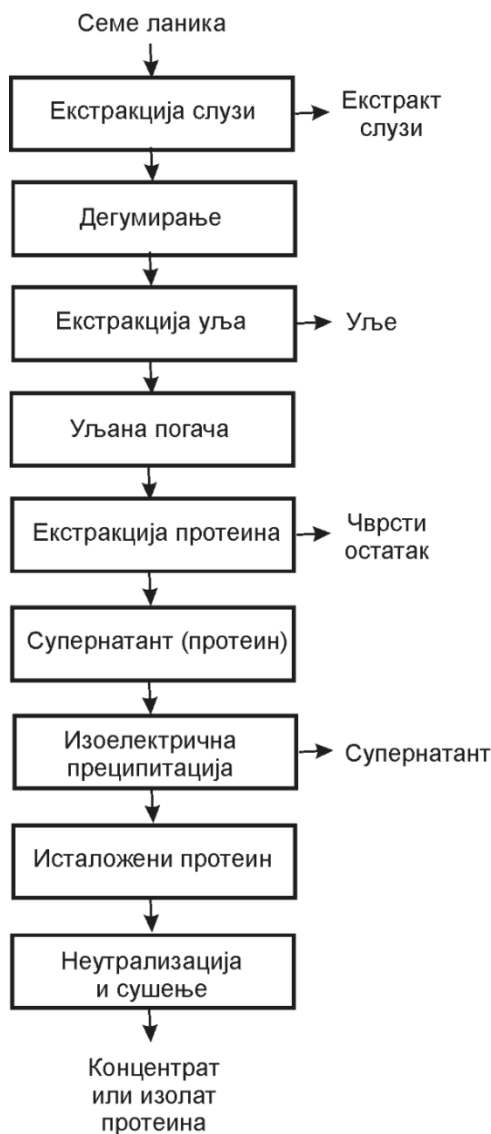 Семе ланика
Екстракција слузи
Екстракт
слузи
Дегумирање
Екстракција уља
Уље
Уљана погача
Екстракција протеина
Чврсти
остатак
Супернатант (протеин)
Изоелектрична
преципитација
Супернатант
Исталожени протеин
Неутрализација
и сушење
Концентрат
или изолат
протеина